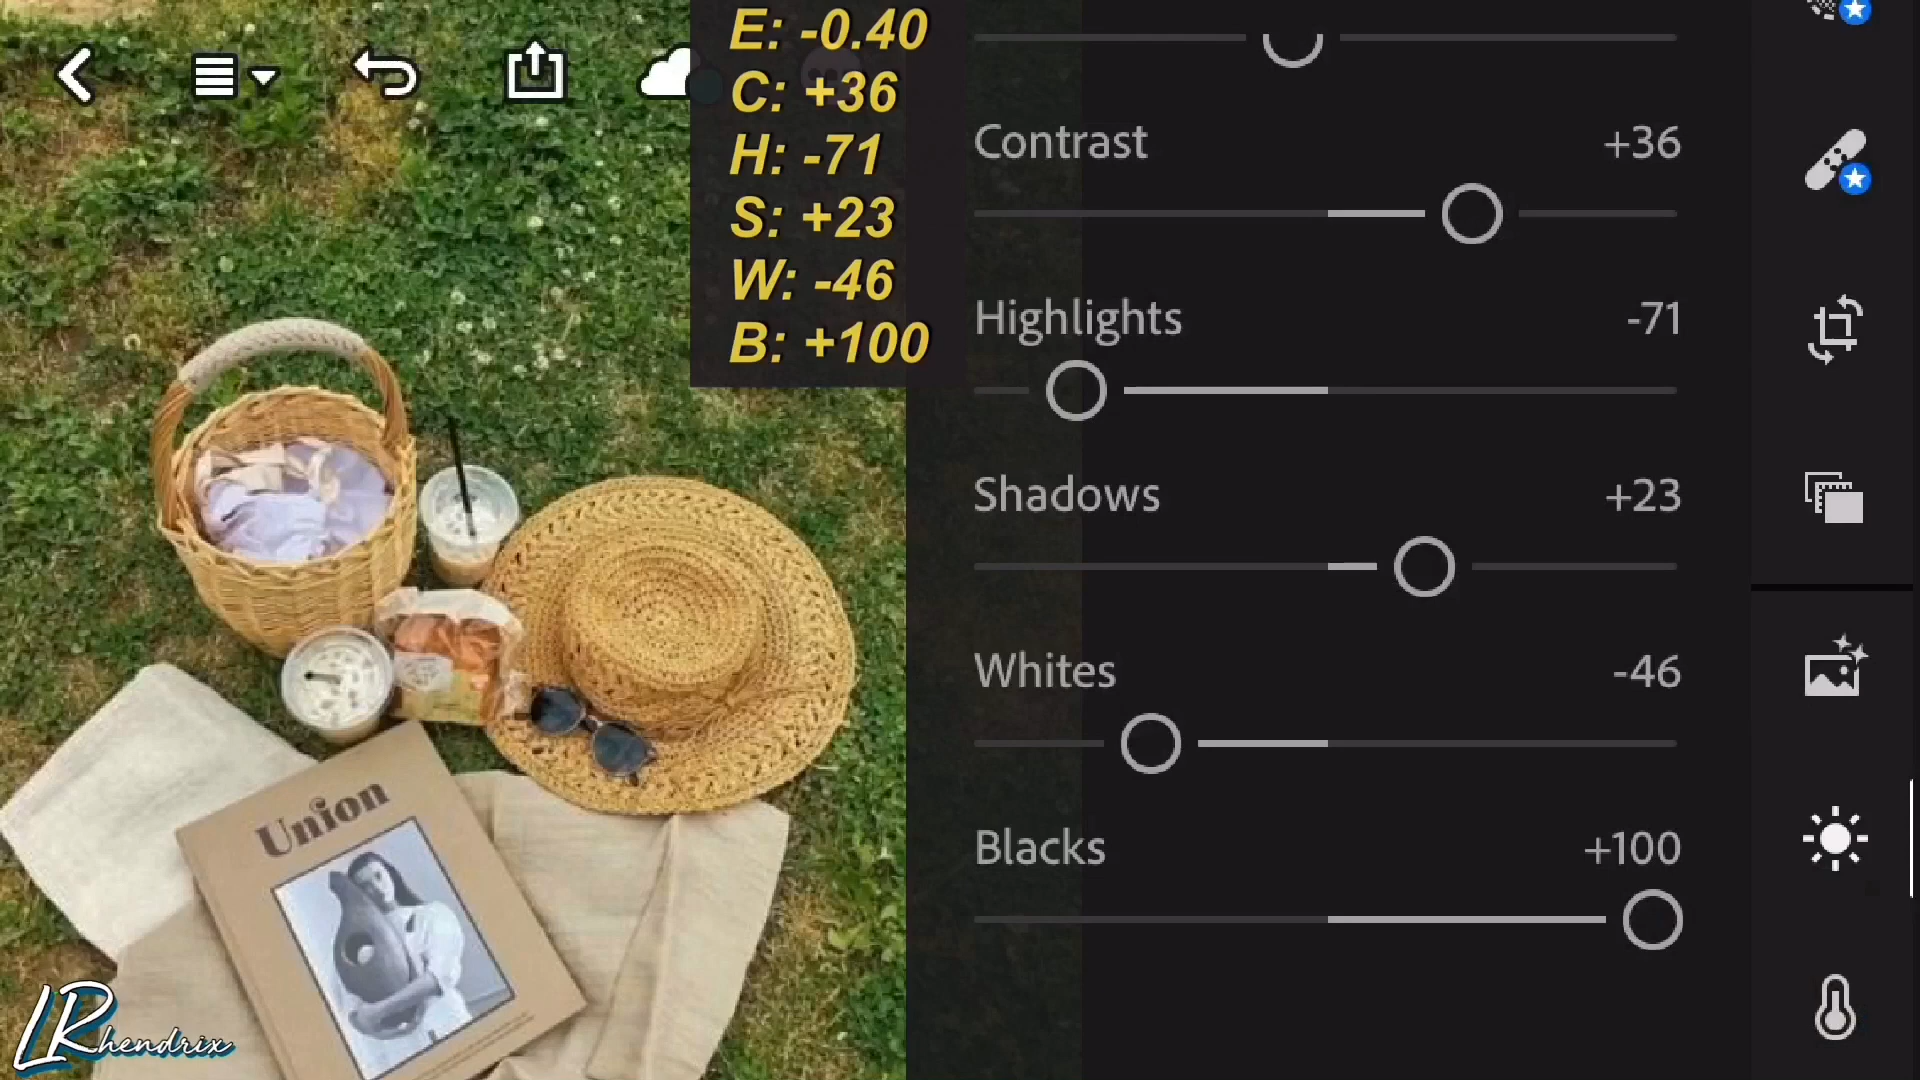 E: -0.40
C: +36
H: -71
S: +23
W: -46
B: +100
Contrast +36
Highlights -71
Shadows +23
Whites -46
Blacks +100
Union
LRhendrix